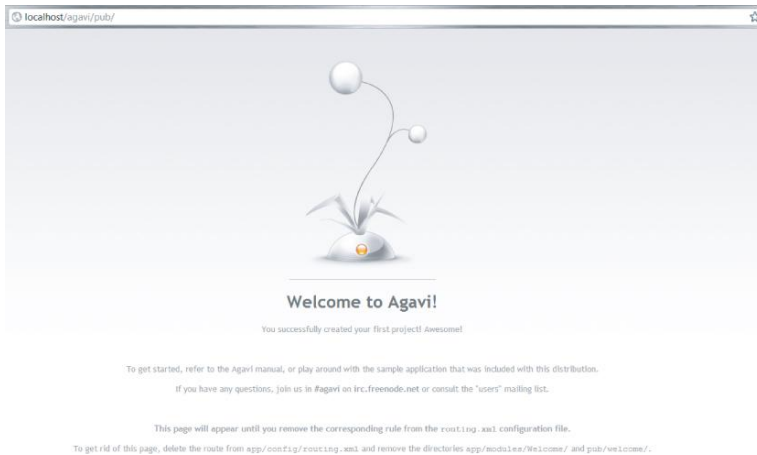 localhost/agavi/pub/
Welcome to Agavi!
You successfully created your first project! Awesome!
To get started, refer to the Agavi manual, or play around with the sample application that was included with this distribution.
If you have any questions, join us in #agavi on irc.freenode.net or consult the "users" mailing list.
This page will appear until you remove the corresponding rule from the routing.xml configuration file.
To get rid of this page, delete the route from app/config/routing.xml and remove the directories app/modules/Welcome/ and pub/welcome/.